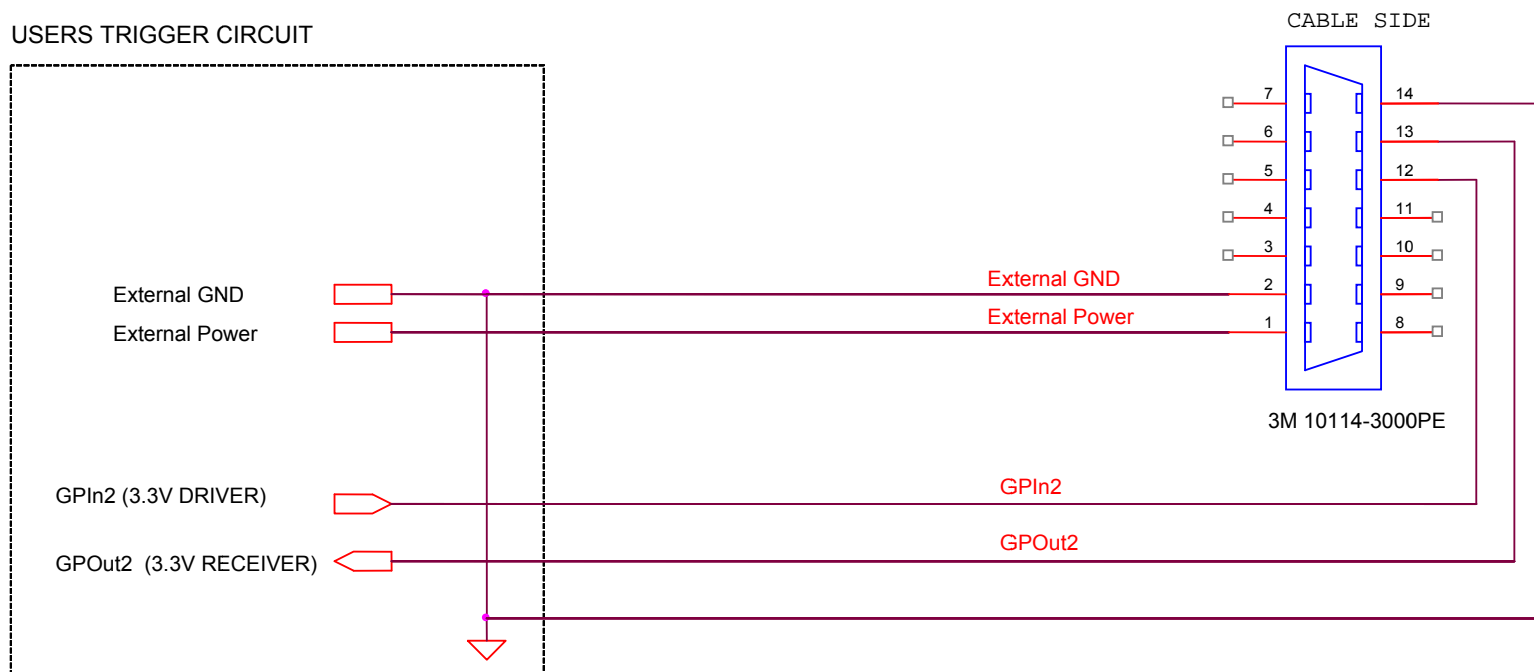 CABLE SIDE
USERS TRIGGER CIRCUIT
7 14
6 13
5 12
4 11
3 10
External GND External GND 2 9
External Power External Power 1 8
3M 10114-3000PE
GPIn2 (3.3V DRIVER) GPIn2
GPOut2 (3.3V RECEIVER) GPOut2